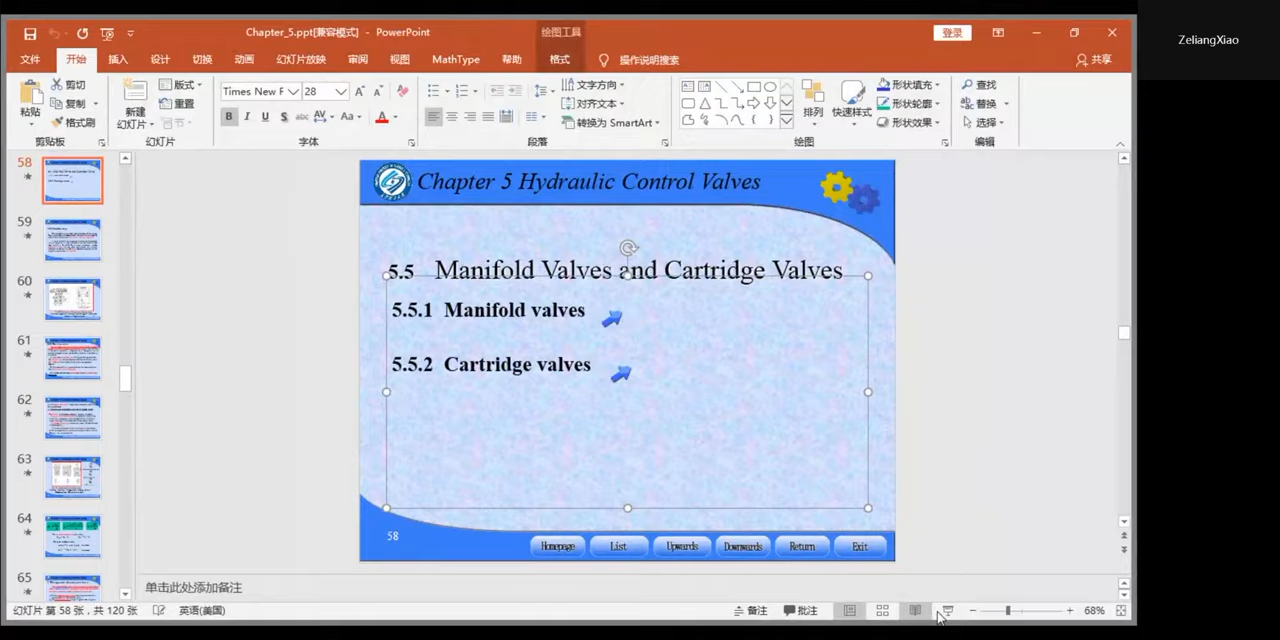 Chapter_5.ppt[兼容模式] - PowerPoint
绘图工具
登录
ZeliangXiao
文件 开始 插入 设计 切换 动画 幻灯片放映 审阅 视图 MathType 帮助 格式 操作说明搜索 共享
剪切
复制
格式刷
粘贴
剪贴板
新建
幻灯片
版式
重置
节
幻灯片
Times New F 28
B I U S abc AV Aa A
字体
文字方向
对齐文本
转换为 SmartArt
段落
排列
快速样式
形状填充
形状轮廓
形状效果
绘图
查找
替换
选择
编辑
58
59
60
61
62
63
64
65
Chapter 5 Hydraulic Control Valves
5.5 Manifold Valves and Cartridge Valves
5.5.1 Manifold valves
5.5.2 Cartridge valves
58
Homepage List Upwards Downwards Return Exit
单击此处添加备注
幻灯片 第 58 张，共 120 张 英语(美国) 备注 批注 68%